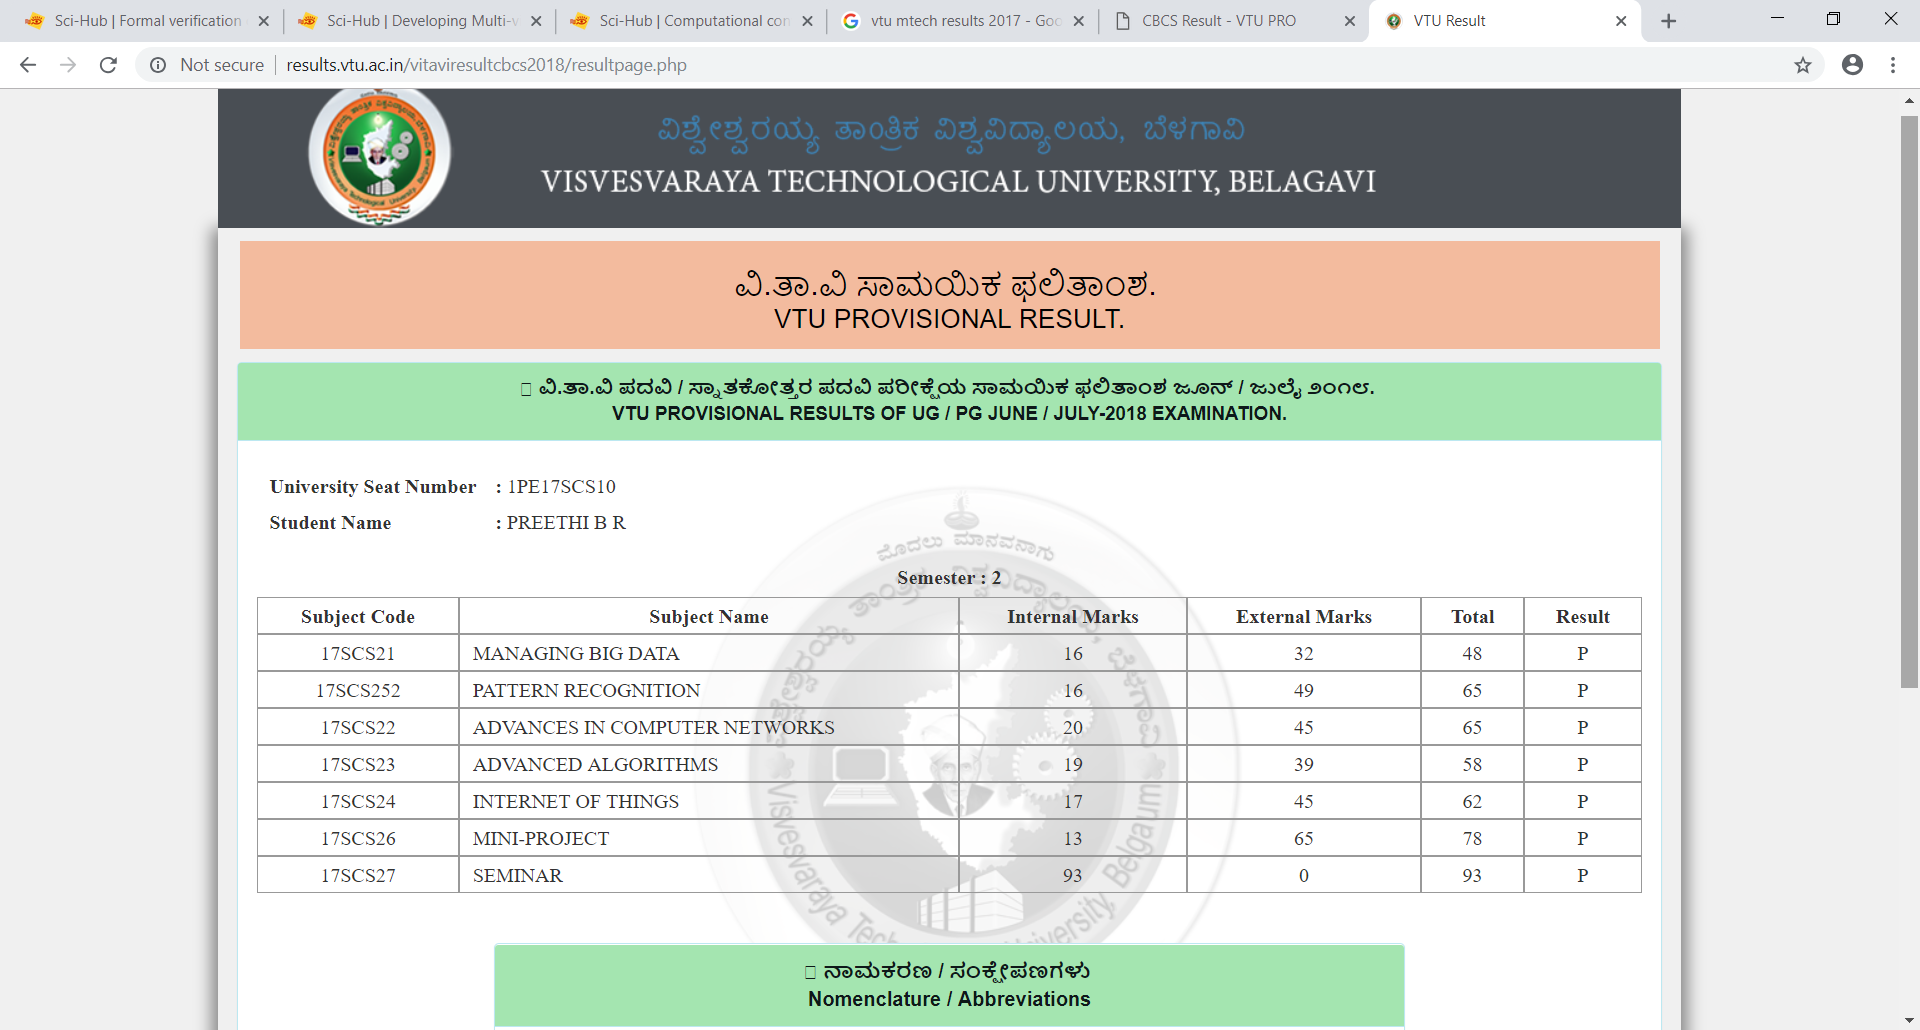 Sci-Hub | Formal verification
Sci-Hub | Developing Multi-v
Sci-Hub | Computational con
vtu mtech results 2017 - Goo
CBCS Result - VTU PRO
VTU Result
Not secure
results.vtu.ac.in/vitaviresultcbcs2018/resultpage.php
ವಿಶ್ವೇಶ್ವರಯ್ಯ ತಾಂತ್ರಿಕ ವಿಶ್ವವಿದ್ಯಾಲಯ, ಬೆಳಗಾವಿ
VISVESVARAYA TECHNOLOGICAL UNIVERSITY, BELAGAVI
ವಿ.ತಾ.ವಿ ಸಾಮಯಿಕ ಫಲಿತಾಂಶ.
VTU PROVISIONAL RESULT.
ವಿ.ತಾ.ವಿ ಪದವಿ / ಸ್ನಾತಕೋತ್ತರ ಪದವಿ ಪರೀಕ್ಷೆಯ ಸಾಮಯಿಕ ಫಲಿತಾಂಶ ಜೂನ್ / ಜುಲೈ ೨೦೧೮.
VTU PROVISIONAL RESULTS OF UG / PG JUNE / JULY-2018 EXAMINATION.
University Seat Number : 1PE17SCS10
Student Name : PREETHI B R
ಮೊದಲು ಮಾನವನಾಗು
Semester : 2
Subject Code Subject Name Internal Marks External Marks Total Result
17SCS21 MANAGING BIG DATA 16 32 48 P
17SCS252 PATTERN RECOGNITION 16 49 65 P
17SCS22 ADVANCES IN COMPUTER NETWORKS 20 45 65 P
17SCS23 ADVANCED ALGORITHMS 19 39 58 P
17SCS24 INTERNET OF THINGS 17 45 62 P
17SCS26 MINI-PROJECT 13 65 78 P
17SCS27 SEMINAR 93 0 93 P
ನಾಮಕರಣ / ಸಂಕ್ಷೇಪಣಗಳು
Nomenclature / Abbreviations